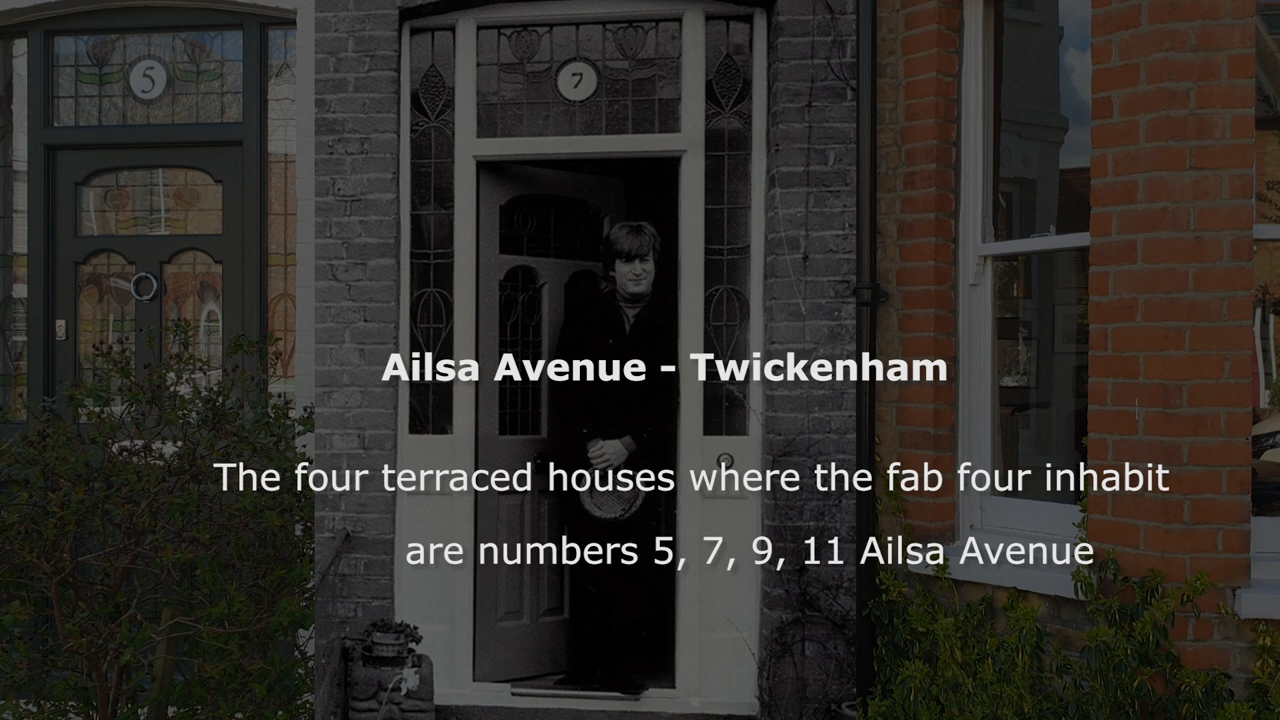 5
7
Ailsa Avenue - Twickenham
The four terraced houses where the fab four inhabit
are numbers 5, 7, 9, 11 Ailsa Avenue